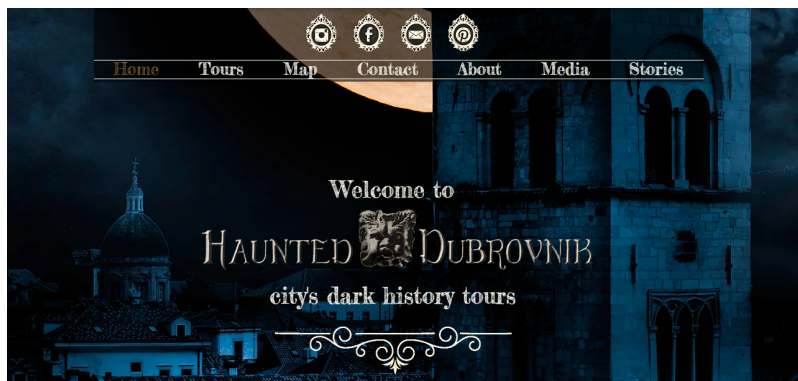 Home Tours Map Contact About Media Stories
Welcome to
HAUNTED DUBROVNIK
city's dark history tours